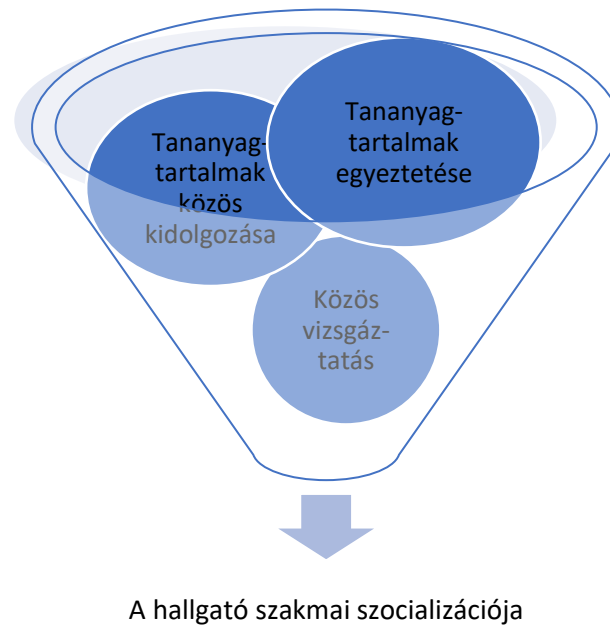 Tananyag-
tartalmak
közös
kidolgozása
Tananyag-
tartalmak
egyeztetése
Közös
vizsgáz-
tatás
A hallgató szakmai szocializációja